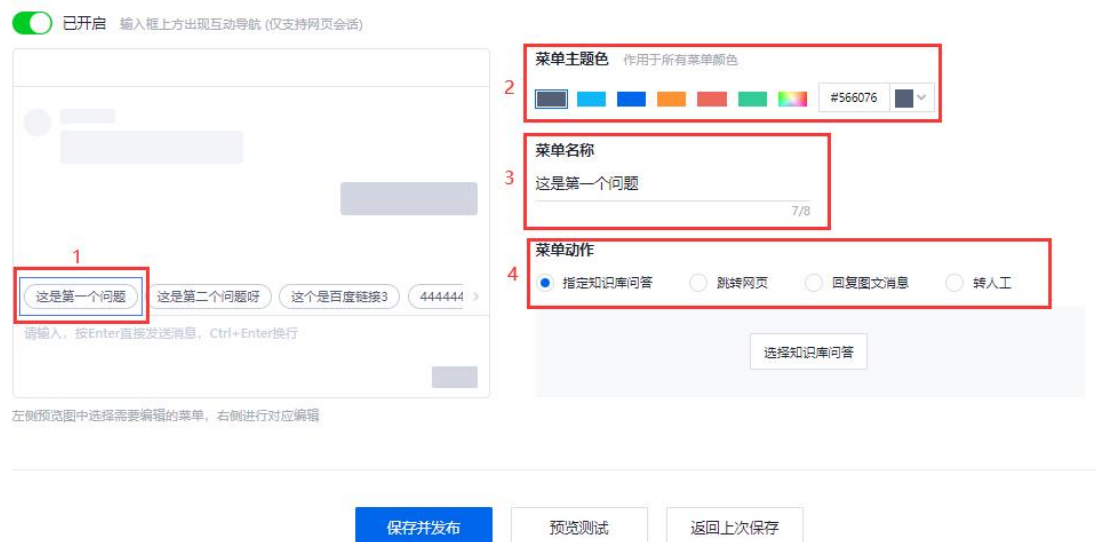 已开启 输入框上方出现互动导航 (仅支持网页会话)
菜单主题色 作用于所有菜单颜色
2
#566076
菜单名称
3
这是第一个问题
7/8
1
菜单动作
4
指定知识库问答 跳转网页 回复图文消息 转人工
这是第一个问题 这是第二个问题呀 这个是百度链接3 444444
请输入, 按Enter直接发送消息, Ctrl+Enter换行
选择知识库问答
左侧预览图中选择需要编辑的菜单, 右侧进行对应编辑
保存并发布 预览测试 返回上次保存